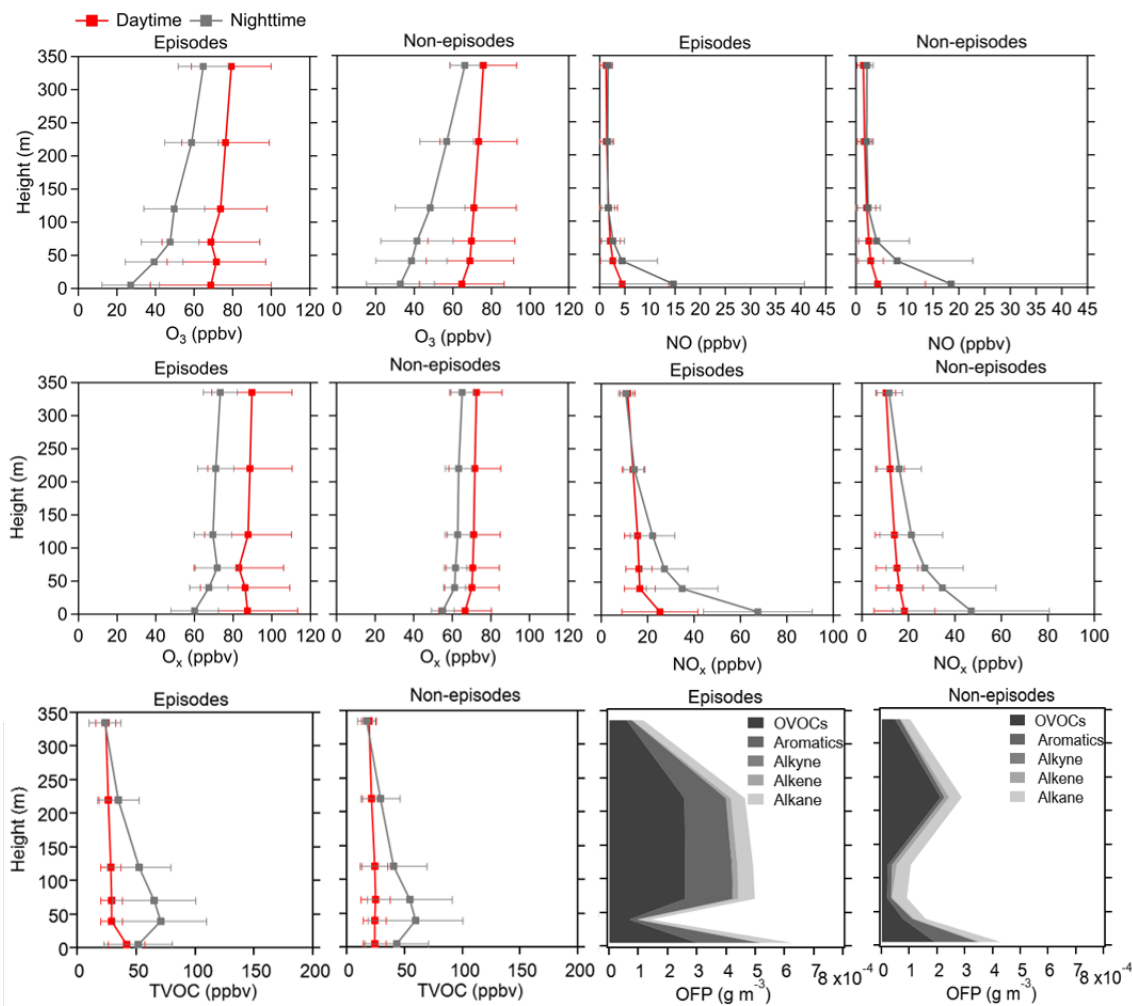 Daytime Nighttime
Episodes Non-episodes Episodes Non-episodes
350
300
250
200
150
100
50
0
Height (m)
0 20 40 60 80 100 120
O3 (ppbv)
0 20 40 60 80 100 120
O3 (ppbv)
0 5 10 15 20 25 30 35 40 45
NO (ppbv)
0 5 10 15 20 25 30 35 40 45
NO (ppbv)
Episodes Non-episodes Episodes Non-episodes
350
300
250
200
150
100
50
0
Height (m)
0 20 40 60 80 100 120
Ox (ppbv)
0 20 40 60 80 100 120
Ox (ppbv)
0 20 40 60 80 100
NOx (ppbv)
0 20 40 60 80 100
NOx (ppbv)
Episodes Non-episodes Episodes Non-episodes
350
300
250
200
150
100
50
0
Height (m)
0 50 100 150 200
TVOC (ppbv)
0 50 100 150 200
TVOC (ppbv)
OVOCs
Aromatics
Alkyne
Alkene
Alkane
0 1 2 3 4 5 6 7 8 x10-4
OFP (g m-3)
OVOCs
Aromatics
Alkyne
Alkene
Alkane
0 1 2 3 4 5 6 7 8 x10-4
OFP (g m-3)